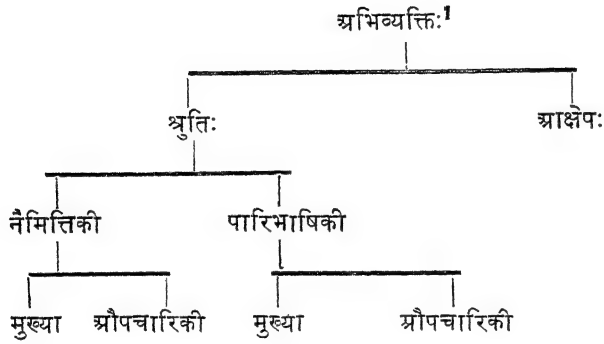 अभिव्यक्तिः¹
श्रुतिः आक्षेपः
नैमित्तिकी पारिभाषिकी
मुख्या औपचारिकी मुख्या औपचारिकी